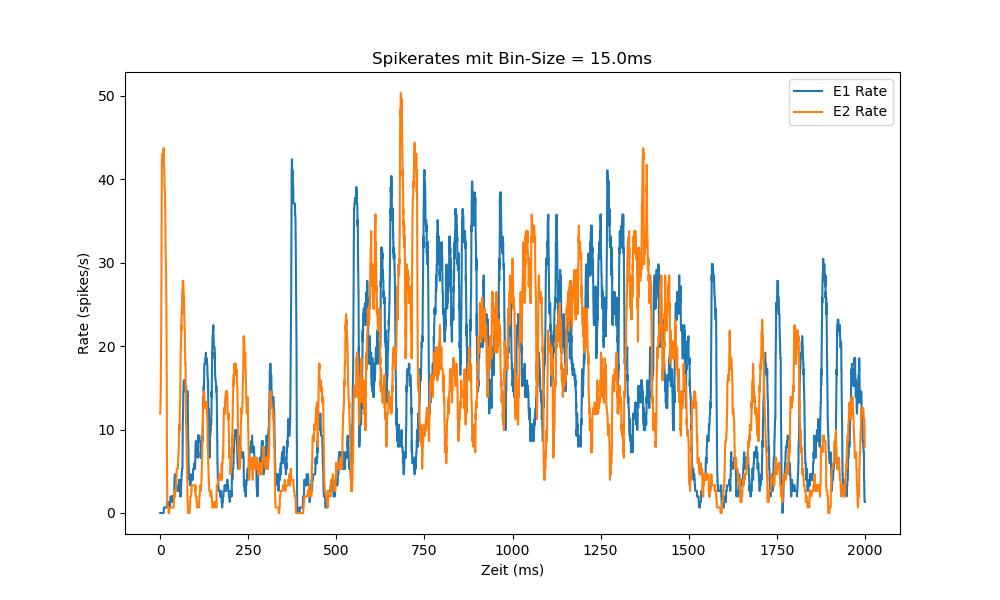 Spikerates mit Bin-Size = 15.0ms
E1 Rate
E2 Rate
50
40
30
20
10
0
Rate (spikes/s)
0 250 500 750 1000 1250 1500 1750 2000
Zeit (ms)